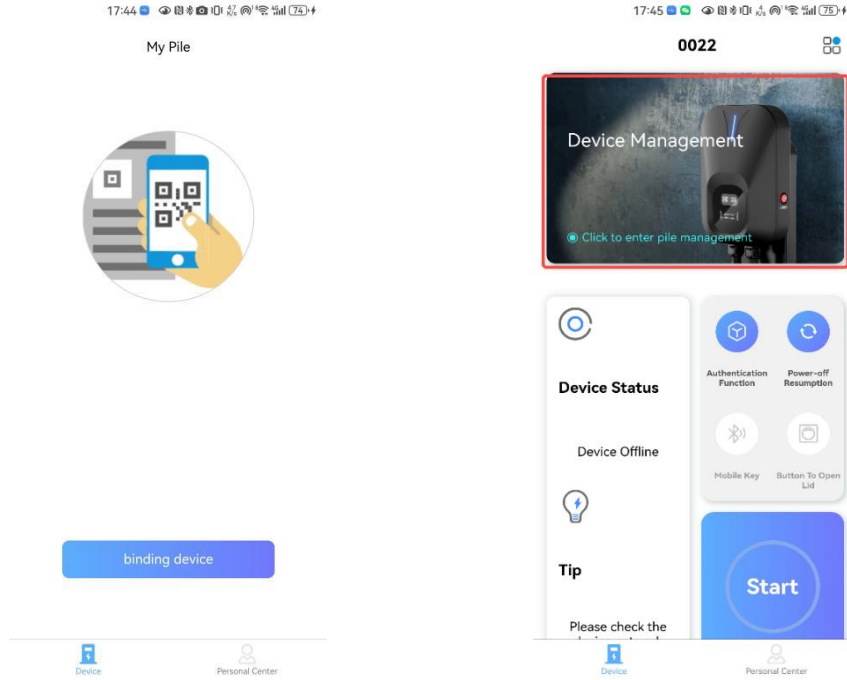 17:44
74
My Pile
binding device
Device
Personal Center
17:45
75
0022
Device Management
Click to enter pile management
Device Status
Device Offline
Tip
Please check the
Authentication
Function
Power-off
Resumption
Mobile Key
Button To Open
Lid
Start
Device
Personal Center